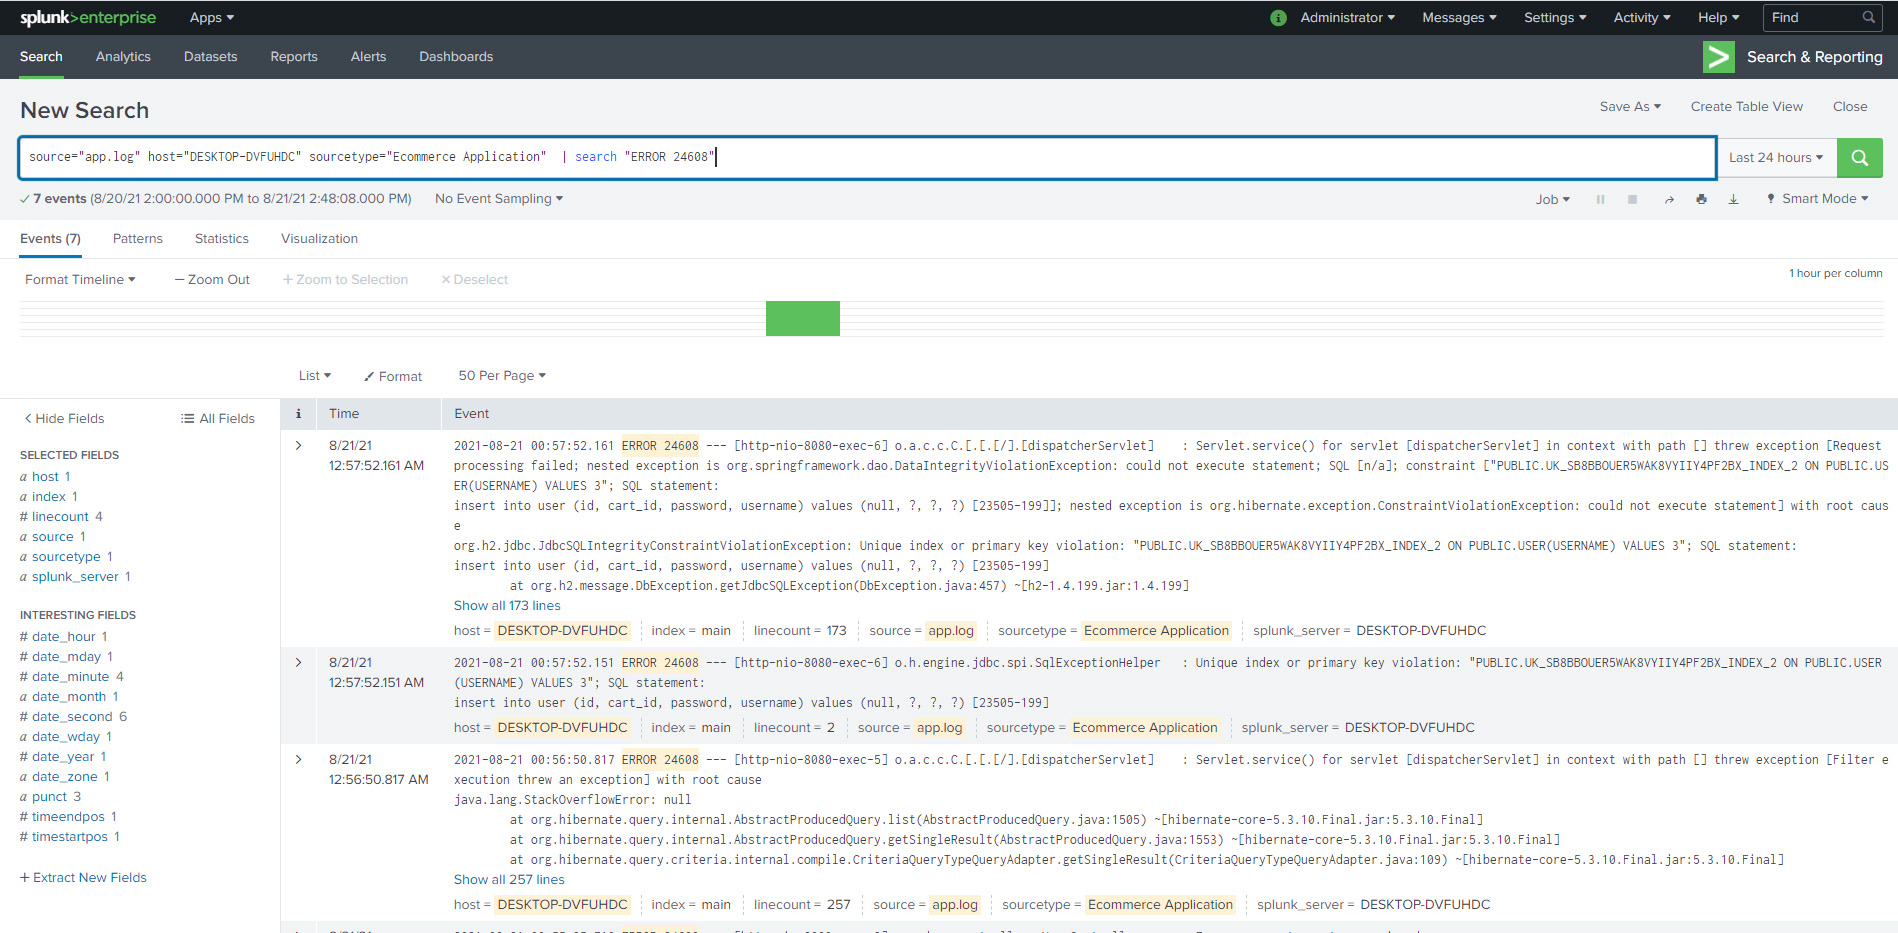 splunk>enterprise Apps Administrator Messages Settings Activity Help Find
Search Analytics Datasets Reports Alerts Dashboards Search & Reporting
New Search
Save As Create Table View Close
source="app.log" host="DESKTOP-DVFUHDC" sourcetype="Ecommerce Application" | search "ERROR 24608"
Last 24 hours
7 events (8/20/21 2:00:00.000 PM to 8/21/21 2:48:08.000 PM) No Event Sampling
Job Smart Mode
Events (7) Patterns Statistics Visualization
Format Timeline — Zoom Out + Zoom to Selection × Deselect
1 hour per column
List Format 50 Per Page
< Hide Fields All Fields
SELECTED FIELDS
a host 1
a index 1
# linecount 4
a source 1
a sourcetype 1
a splunk_server 1
INTERESTING FIELDS
# date_hour 1
# date_mday 1
# date_minute 4
a date_month 1
# date_second 6
a date_wday 1
# date_year 1
a date_zone 1
a punct 3
# timeendpos 1
# timestartpos 1
+ Extract New Fields
i Time Event
8/21/21
12:57:52.161 AM
2021-08-21 00:57:52.161 ERROR 24608 --- [http-nio-8080-exec-6] o.a.c.c.C.[.[.[/].[dispatcherServlet] : Servlet.service() for servlet [dispatcherServlet] in context with path [] threw exception [Request
processing failed; nested exception is org.springframework.dao.DataIntegrityViolationException: could not execute statement; SQL [n/a]; constraint ["PUBLIC.UK_SB8BBOUER5WAK8VYIIY4PF2BX_INDEX_2 ON PUBLIC.US
ER(USERNAME) VALUES 3"; SQL statement:
insert into user (id, cart_id, password, username) values (null, ?, ?, ?) [23505-199]]; nested exception is org.hibernate.exception.ConstraintViolationException: could not execute statement] with root caus
e
org.h2.jdbc.JdbcSQLIntegrityConstraintViolationException: Unique index or primary key violation: "PUBLIC.UK_SB8BBOUER5WAK8VYIIY4PF2BX_INDEX_2 ON PUBLIC.USER(USERNAME) VALUES 3"; SQL statement:
insert into user (id, cart_id, password, username) values (null, ?, ?, ?) [23505-199]
at org.h2.message.DbException.getJdbcSQLException(DbException.java:457) ~[h2-1.4.199.jar:1.4.199]
Show all 173 lines
host = DESKTOP-DVFUHDC index = main linecount = 173 source = app.log sourcetype = Ecommerce Application splunk_server = DESKTOP-DVFUHDC
8/21/21
12:57:52.151 AM
2021-08-21 00:57:52.151 ERROR 24608 --- [http-nio-8080-exec-6] o.h.engine.jdbc.spi.SqlExceptionHelper : Unique index or primary key violation: "PUBLIC.UK_SB8BBOUER5WAK8VYIIY4PF2BX_INDEX_2 ON PUBLIC.USER
(USERNAME) VALUES 3"; SQL statement:
insert into user (id, cart_id, password, username) values (null, ?, ?, ?) [23505-199]
host = DESKTOP-DVFUHDC index = main linecount = 2 source = app.log sourcetype = Ecommerce Application splunk_server = DESKTOP-DVFUHDC
8/21/21
12:56:50.817 AM
2021-08-21 00:56:50.817 ERROR 24608 --- [http-nio-8080-exec-5] o.a.c.c.C.[.[.[/].[dispatcherServlet] : Servlet.service() for servlet [dispatcherServlet] in context with path [] threw exception [Filter e
xecution threw an exception] with root cause
java.lang.StackOverflowError: null
at org.hibernate.query.internal.AbstractProducedQuery.list(AbstractProducedQuery.java:1505) ~[hibernate-core-5.3.10.Final.jar:5.3.10.Final]
at org.hibernate.query.internal.AbstractProducedQuery.getSingleResult(AbstractProducedQuery.java:1553) ~[hibernate-core-5.3.10.Final.jar:5.3.10.Final]
at org.hibernate.query.criteria.internal.compile.CriteriaQueryTypeQueryAdapter.getSingleResult(CriteriaQueryTypeQueryAdapter.java:109) ~[hibernate-core-5.3.10.Final.jar:5.3.10.Final]
Show all 257 lines
host = DESKTOP-DVFUHDC index = main linecount = 257 source = app.log sourcetype = Ecommerce Application splunk_server = DESKTOP-DVFUHDC